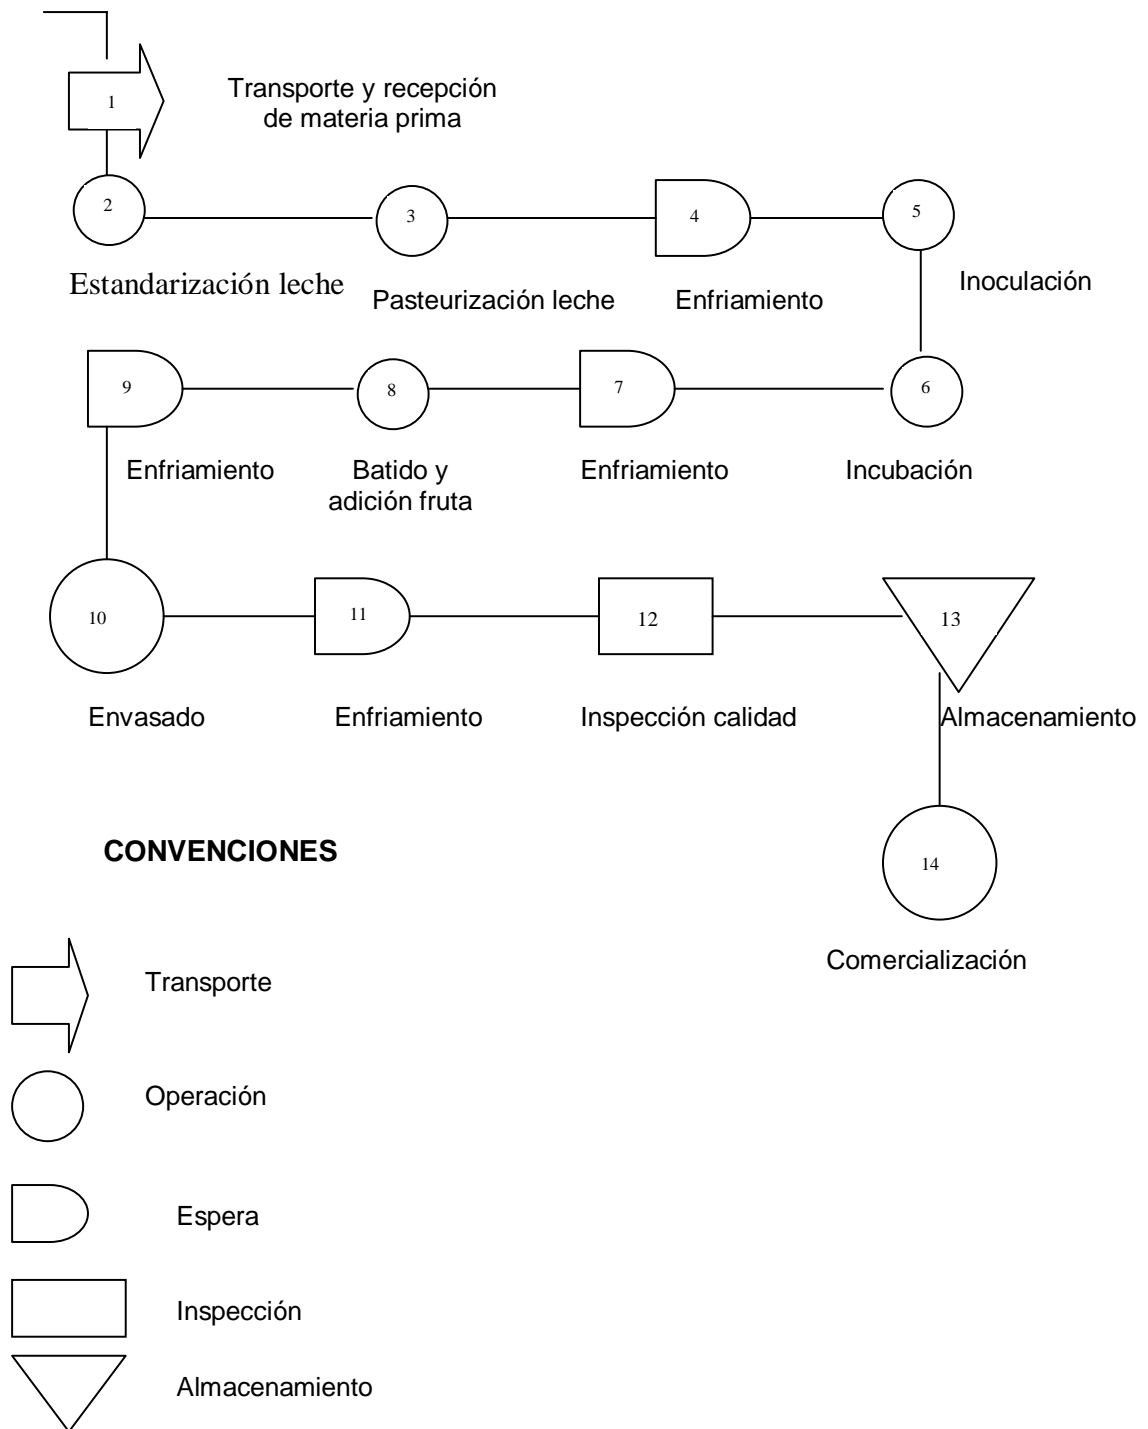 1
Transporte y recepción
de materia prima
2
3
4
5
Estandarización leche
Pasteurización leche
Enfriamiento
Inoculación
9
8
7
6
Enfriamiento
Batido y
adición fruta
Enfriamiento
Incubación
10
11
12
13
Envasado
Enfriamiento
Inspección calidad
Almacenamiento
CONVENCIONES
14
Comercialización
Transporte
Operación
Espera
Inspección
Almacenamiento